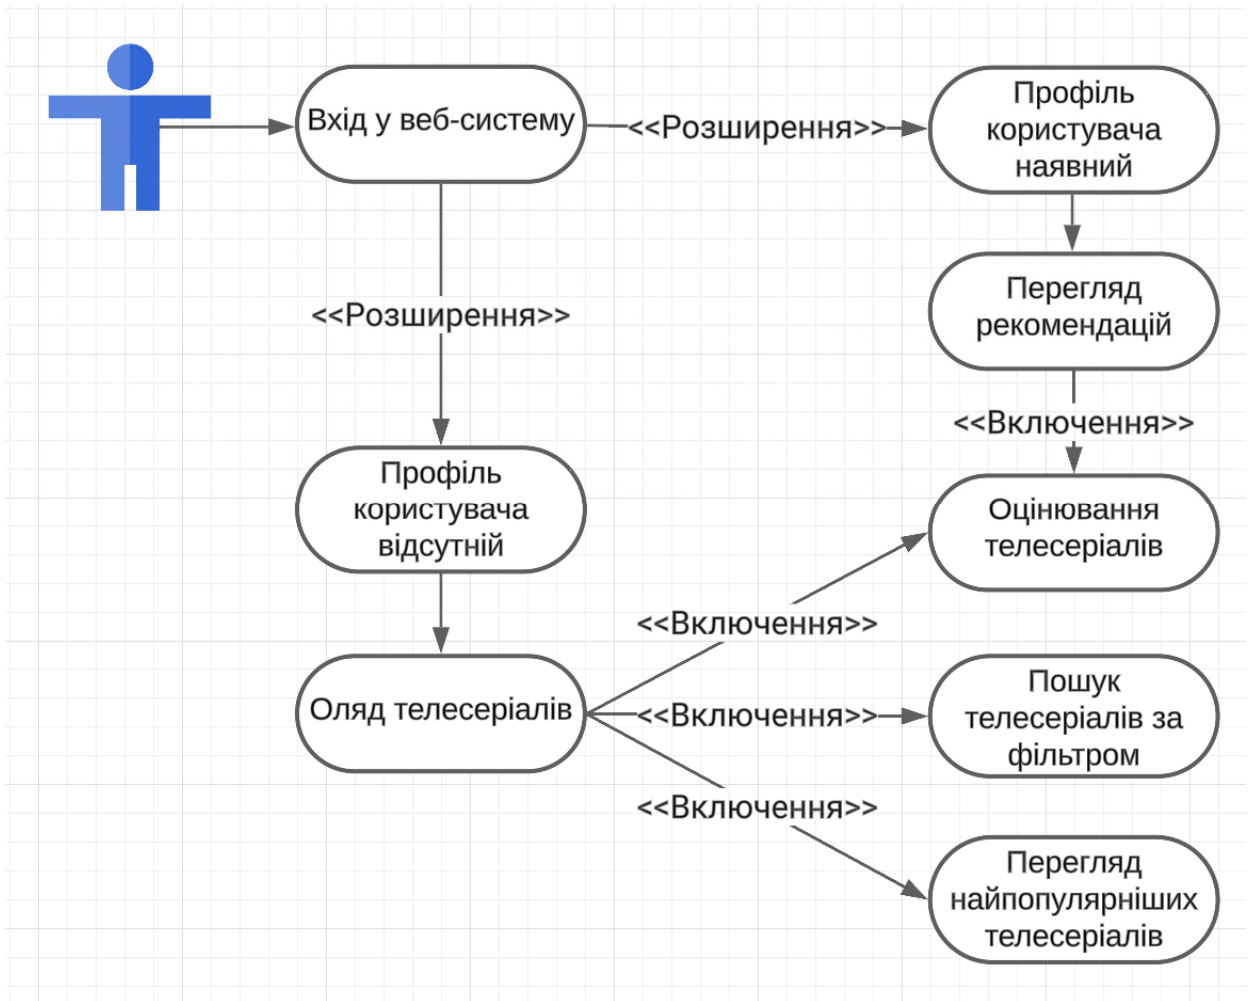 Вхід у веб-систему
<<Розширення>>
Профіль
користувача
наявний
Перегляд
рекомендацій
<<Розширення>>
<<Включення>>
Профіль
користувача
відсутній
Оцінювання
телесеріалів
<<Включення>>
Оляд телесеріалів
<<Включення>>
Пошук
телесеріалів за
фільтром
<<Включення>>
Перегляд
найпопулярніших
телесеріалів